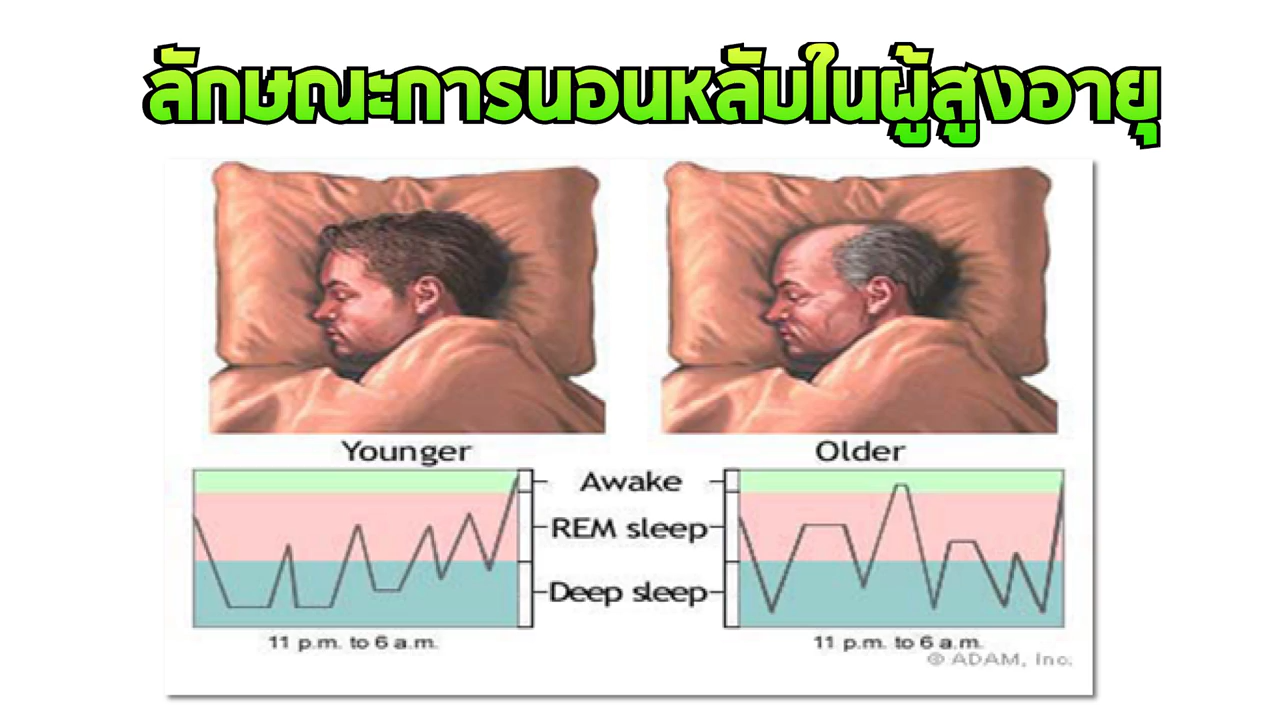 ลักษณะการนอนหลับในผู้สูงอายุ
Younger
Older
Awake
REM sleep
Deep sleep
11 p.m. to 6 a.m.
11 p.m. to 6 a.m.
© ADAM, Inc.